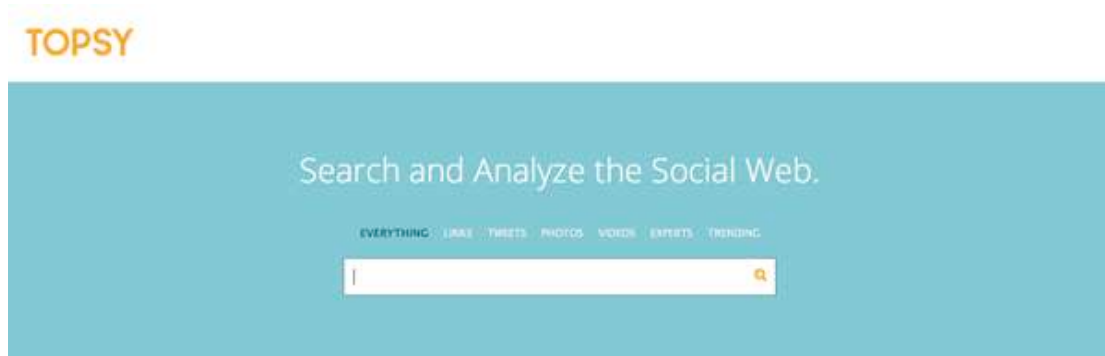 TOPSY
Search and Analyze the Social Web.
EVERYTHING LINKS TWEETS PHOTOS VIDEOS EXPERTS TRENDING